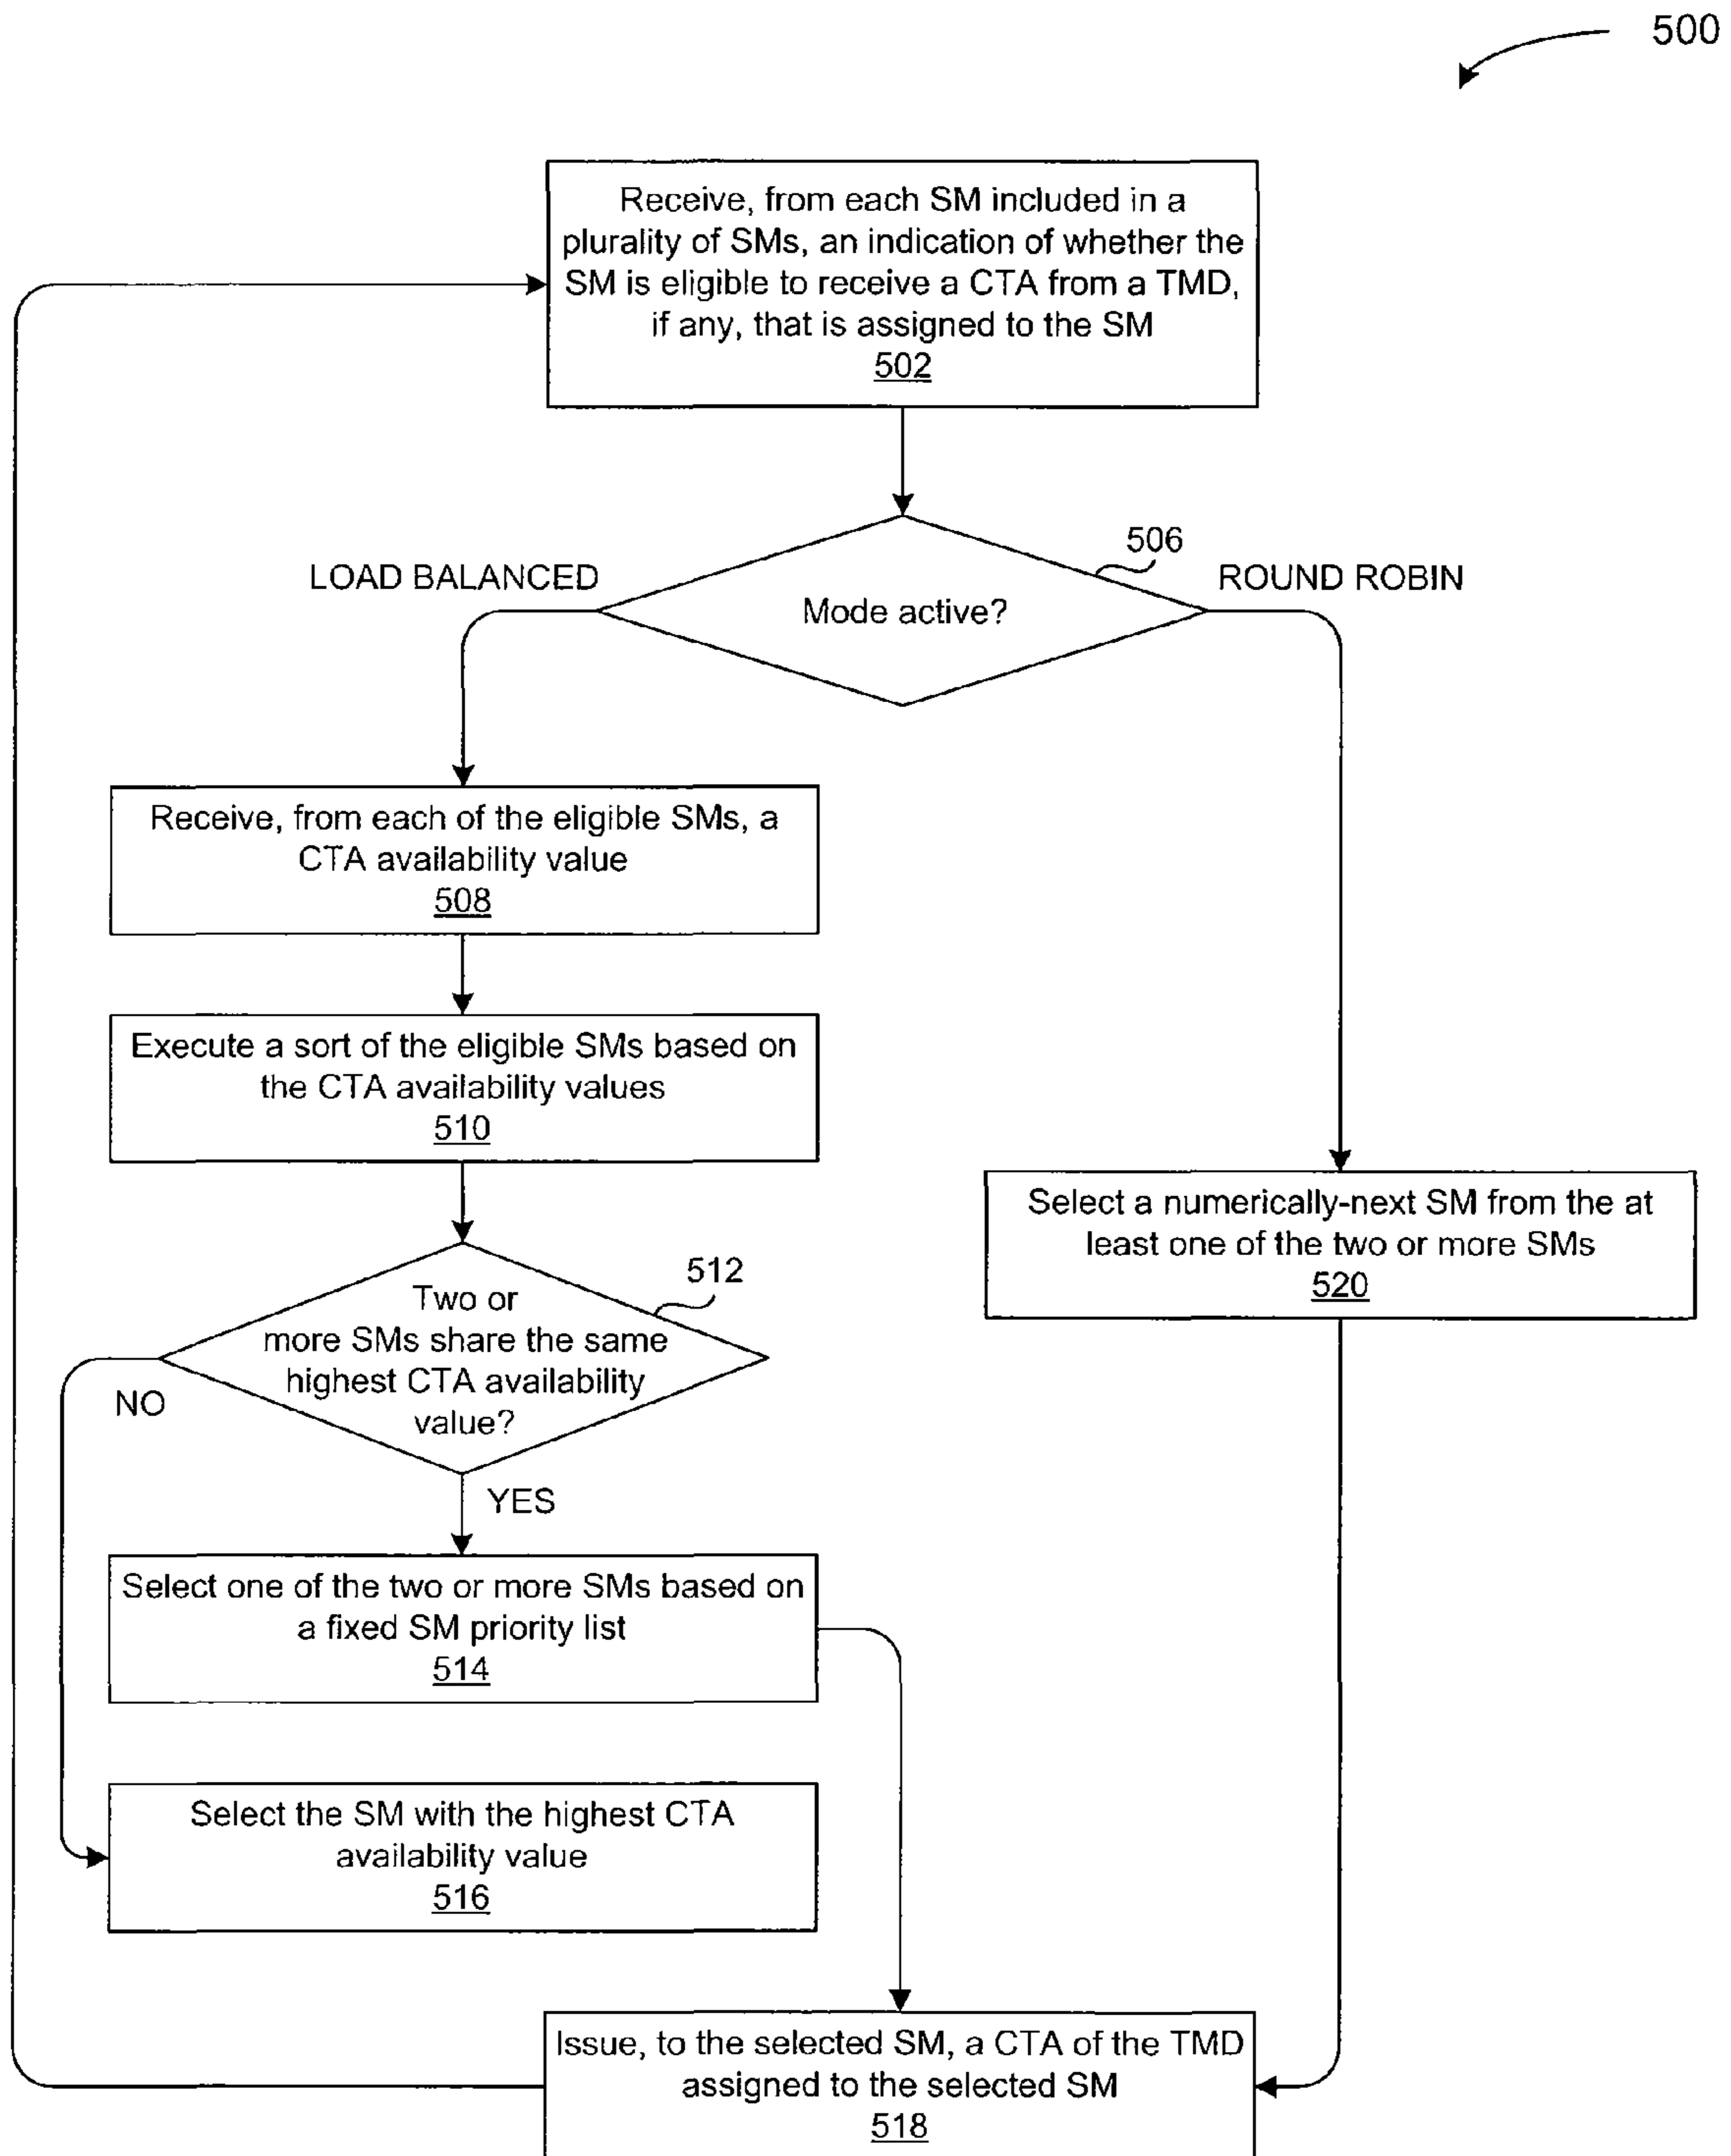 500
Receive, from each SM included in a
plurality of SMs, an indication of whether the
SM is eligible to receive a CTA from a TMD,
if any, that is assigned to the SM
502
506
LOAD BALANCED
ROUND ROBIN
Mode active?
Receive, from each of the eligible SMs, a
CTA availability value
508
Execute a sort of the eligible SMs based on
the CTA availability values
510
Select a numerically-next SM from the at
least one of the two or more SMs
520
512
Two or
more SMs share the same
highest CTA availability
value?
NO
YES
Select one of the two or more SMs based on
a fixed SM priority list
514
Select the SM with the highest CTA
availability value
516
Issue, to the selected SM, a CTA of the TMD
assigned to the selected SM
518